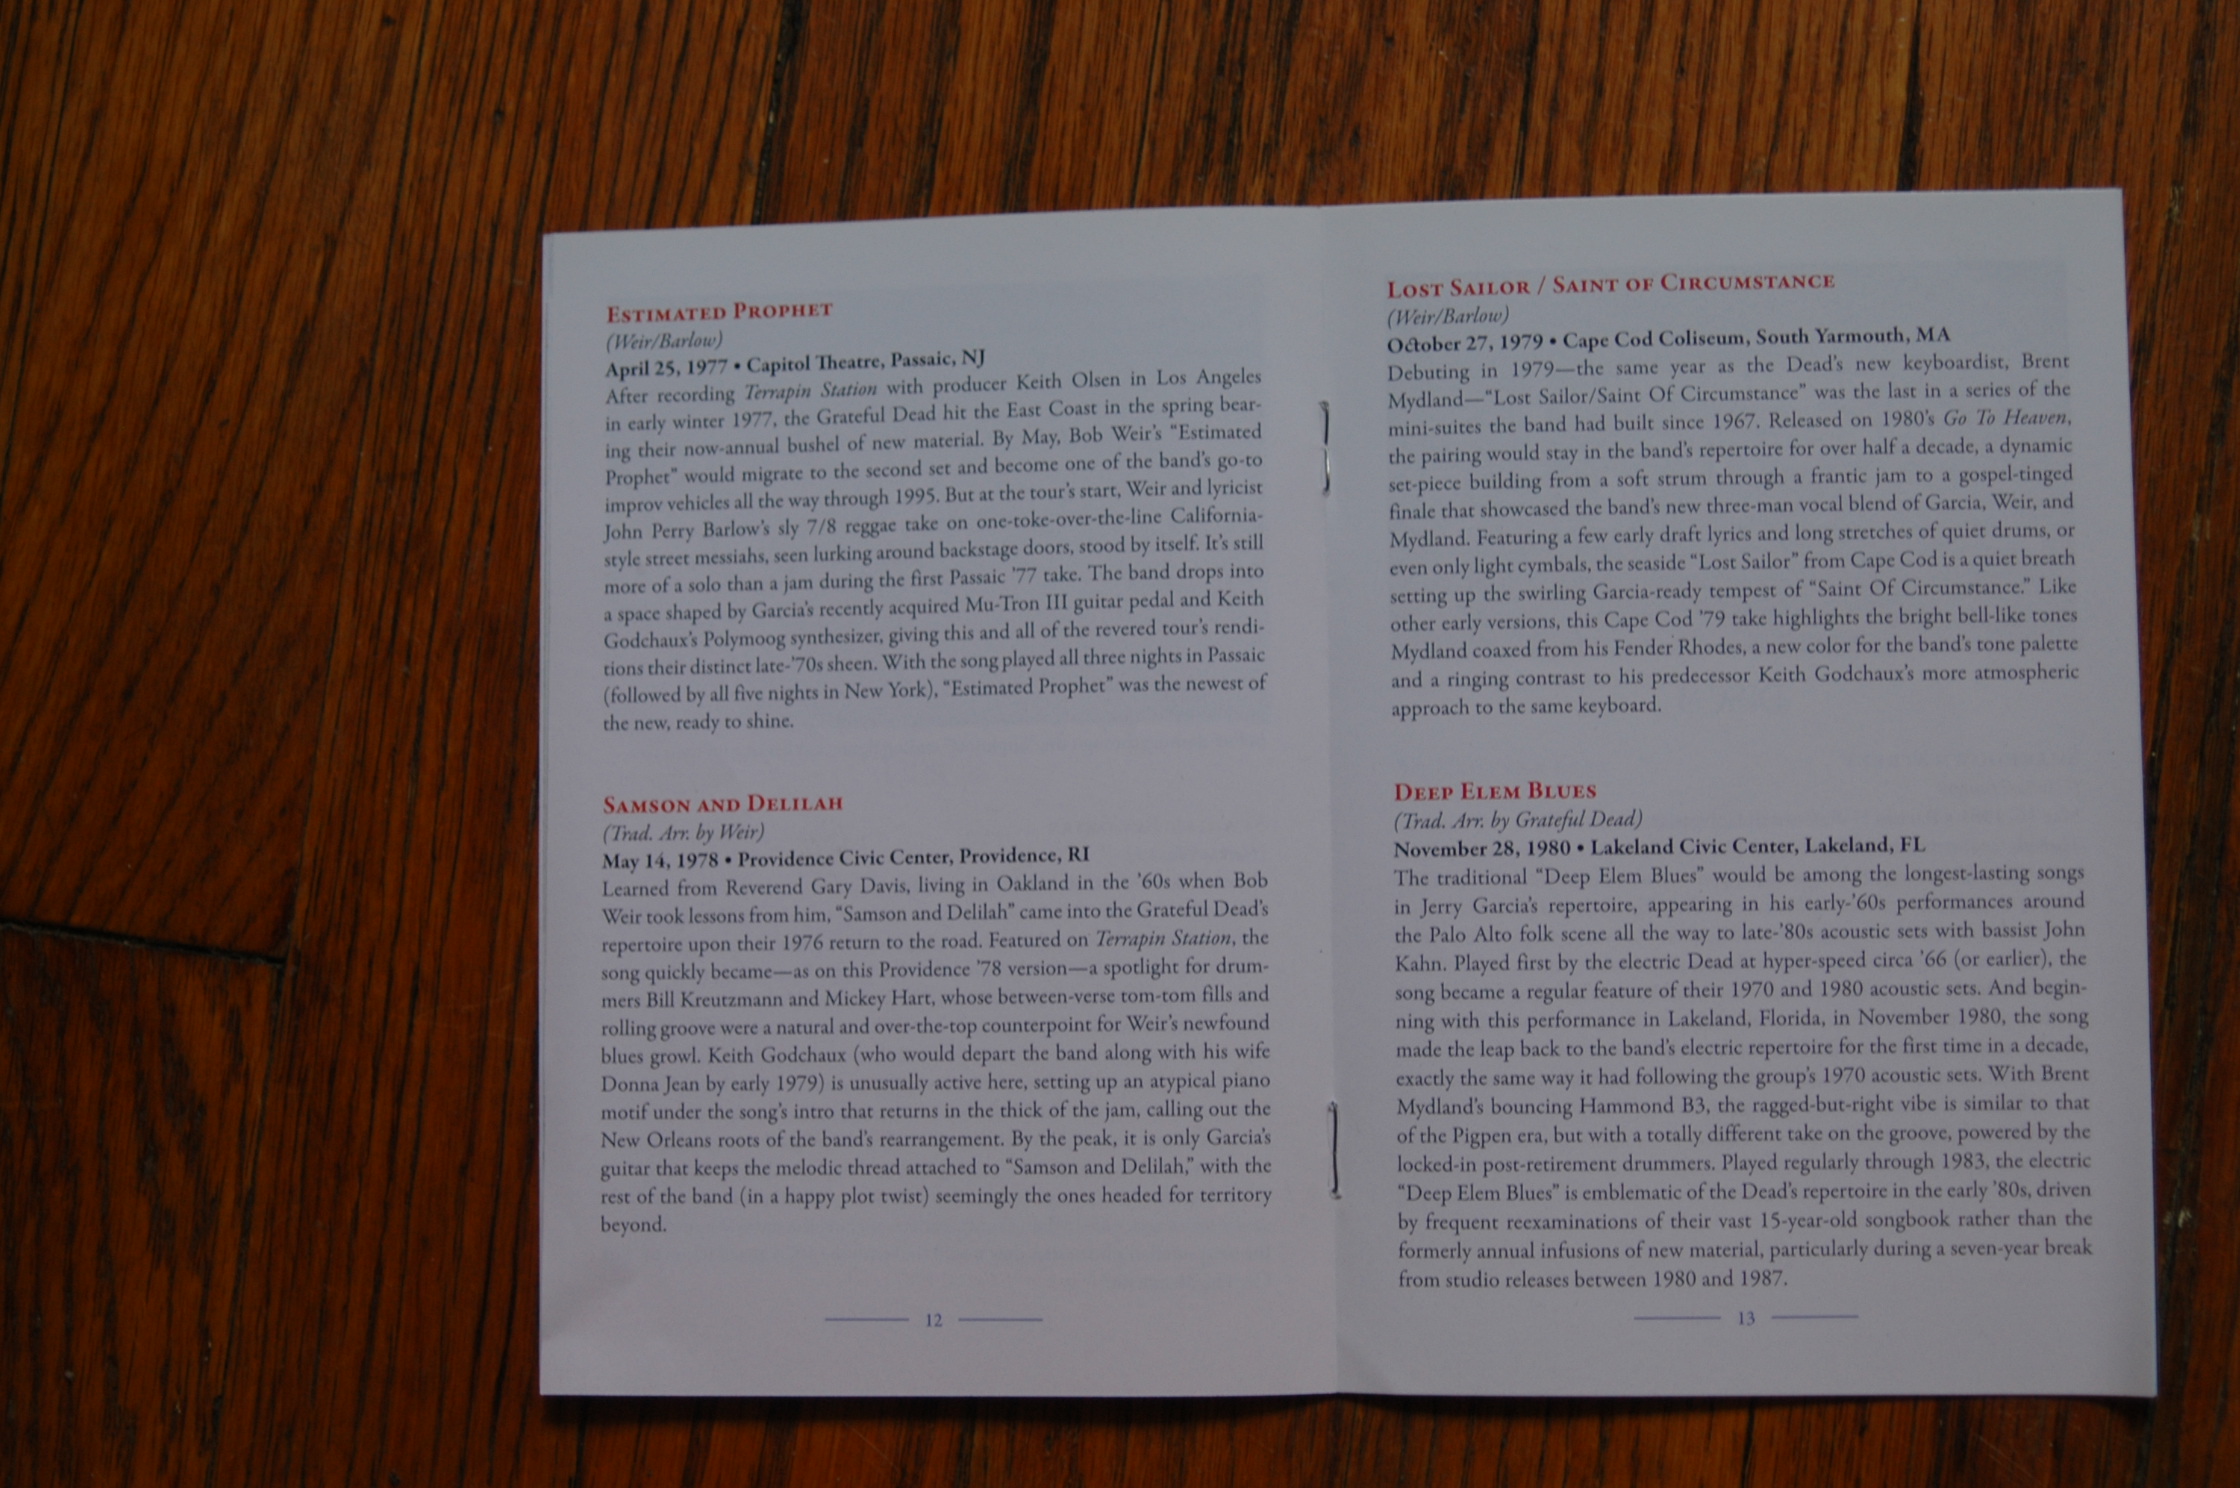 ESTIMATED PROPHET
(Weir/Barlow)
April 25, 1977 • Capitol Theatre, Passaic, NJ
After recording Terrapin Station with producer Keith Olsen in Los Angeles
in early winter 1977, the Grateful Dead hit the East Coast in the spring bear-
ing their now-annual bushel of new material. By May, Bob Weir's “Estimated
Prophet” would migrate to the second set and become one of the band's go-to
improv vehicles all the way through 1995. But at the tour's start, Weir and lyricist
John Perry Barlow's sly 7/8 reggae take on one-toke-over-the-line California-
style street messiahs, seen lurking around backstage doors, stood by itself. It's still
more of a solo than a jam during the first Passaic ’77 take. The band drops into
a space shaped by Garcia's recently acquired Mu-Tron III guitar pedal and Keith
Godchaux's Polymoog synthesizer, giving this and all of the revered tour's rendi-
tions their distinct late-’70s sheen. With the song played all three nights in Passaic
(followed by all five nights in New York), “Estimated Prophet” was the newest of
the new, ready to shine.
SAMSON AND DELILAH
(Trad. Arr. by Weir)
May 14, 1978 • Providence Civic Center, Providence, RI
Learned from Reverend Gary Davis, living in Oakland in the ’60s when Bob
Weir took lessons from him, “Samson and Delilah” came into the Grateful Dead's
repertoire upon their 1976 return to the road. Featured on Terrapin Station, the
song quickly became—as on this Providence ’78 version—a spotlight for drum-
mers Bill Kreutzmann and Mickey Hart, whose between-verse tom-tom fills and
rolling groove were a natural and over-the-top counterpoint for Weir's newfound
blues growl. Keith Godchaux (who would depart the band along with his wife
Donna Jean by early 1979) is unusually active here, setting up an atypical piano
motif under the song's intro that returns in the thick of the jam, calling out the
New Orleans roots of the band's rearrangement. By the peak, it is only Garcia's
guitar that keeps the melodic thread attached to “Samson and Delilah,” with the
rest of the band (in a happy plot twist) seemingly the ones headed for territory
beyond.
12
LOST SAILOR / SAINT OF CIRCUMSTANCE
(Weir/Barlow)
October 27, 1979 • Cape Cod Coliseum, South Yarmouth, MA
Debuting in 1979—the same year as the Dead's new keyboardist, Brent
Mydland—“Lost Sailor/Saint Of Circumstance” was the last in a series of the
mini-suites the band had built since 1967. Released on 1980's Go To Heaven,
the pairing would stay in the band's repertoire for over half a decade, a dynamic
set-piece building from a soft strum through a frantic jam to a gospel-tinged
finale that showcased the band's new three-man vocal blend of Garcia, Weir, and
Mydland. Featuring a few early draft lyrics and long stretches of quiet drums, or
even only light cymbals, the seaside “Lost Sailor” from Cape Cod is a quiet breath
setting up the swirling Garcia-ready tempest of “Saint Of Circumstance.” Like
other early versions, this Cape Cod ’79 take highlights the bright bell-like tones
Mydland coaxed from his Fender Rhodes, a new color for the band's tone palette
and a ringing contrast to his predecessor Keith Godchaux's more atmospheric
approach to the same keyboard.
DEEP ELEM BLUES
(Trad. Arr. by Grateful Dead)
November 28, 1980 • Lakeland Civic Center, Lakeland, FL
The traditional “Deep Elem Blues” would be among the longest-lasting songs
in Jerry Garcia's repertoire, appearing in his early-’60s performances around
the Palo Alto folk scene all the way to late-’80s acoustic sets with bassist John
Kahn. Played first by the electric Dead at hyper-speed circa ’66 (or earlier), the
song became a regular feature of their 1970 and 1980 acoustic sets. And begin-
ning with this performance in Lakeland, Florida, in November 1980, the song
made the leap back to the band's electric repertoire for the first time in a decade,
exactly the same way it had following the group's 1970 acoustic sets. With Brent
Mydland's bouncing Hammond B3, the ragged-but-right vibe is similar to that
of the Pigpen era, but with a totally different take on the groove, powered by the
locked-in post-retirement drummers. Played regularly through 1983, the electric
“Deep Elem Blues” is emblematic of the Dead's repertoire in the early ’80s, driven
by frequent reexaminations of their vast 15-year-old songbook rather than the
formerly annual infusions of new material, particularly during a seven-year break
from studio releases between 1980 and 1987.
13